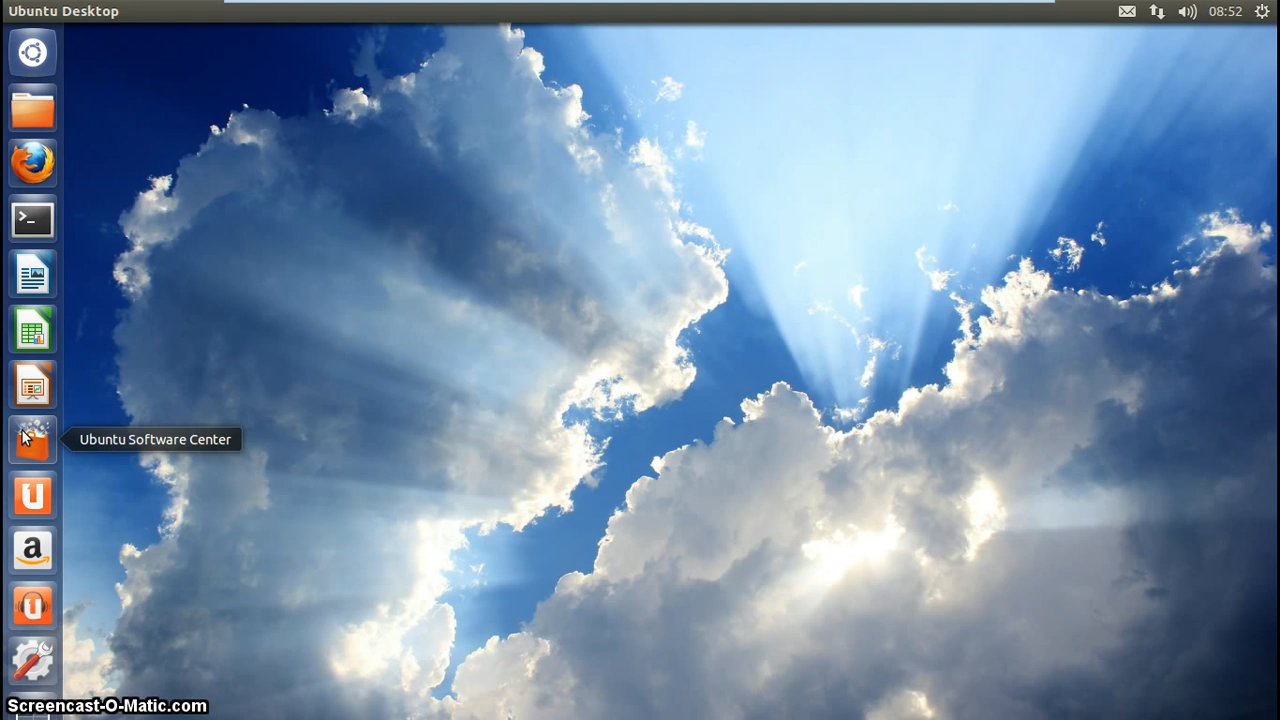 Ubuntu Desktop
08:52
>_
Ubuntu Software Center
U
a
U
Screencast-O-Matic.com